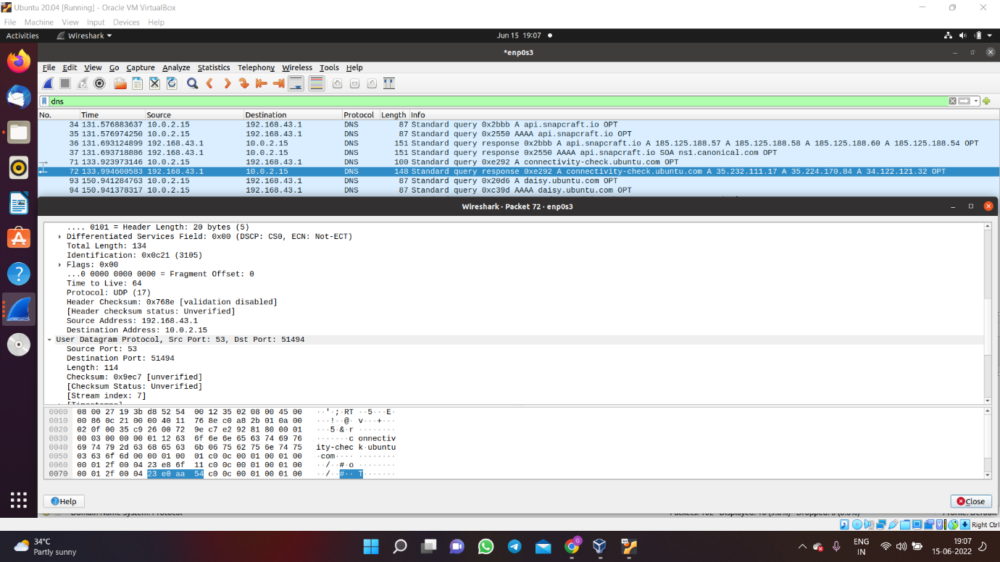 Ubuntu 20.04 [Running] - Oracle VM VirtualBox
File Machine View Input Devices Help
Activities Wireshark Jun 15 19:07
*enp0s3
File Edit View Go Capture Analyze Statistics Telephony Wireless Tools Help
dns
No. Time Source Destination Protocol Length Info
34 131.576883637 10.0.2.15 192.168.43.1 DNS 87 Standard query 0x2bbb A api.snapcraft.io OPT
35 131.576974250 10.0.2.15 192.168.43.1 DNS 87 Standard query 0x2550 AAAA api.snapcraft.io OPT
36 131.693124899 192.168.43.1 10.0.2.15 DNS 151 Standard query response 0x2bbb A api.snapcraft.io A 185.125.188.57 A 185.125.188.58 A 185.125.188.60 A 185.125.188.54 OPT
37 131.693718886 192.168.43.1 10.0.2.15 DNS 151 Standard query response 0x2550 AAAA api.snapcraft.io SOA ns1.canonical.com OPT
71 133.923973146 10.0.2.15 192.168.43.1 DNS 100 Standard query 0xe292 A connectivity-check.ubuntu.com OPT
72 133.994600583 192.168.43.1 10.0.2.15 DNS 148 Standard query response 0xe292 A connectivity-check.ubuntu.com A 35.232.111.17 A 35.224.170.84 A 34.122.121.32 OPT
93 150.941284763 10.0.2.15 192.168.43.1 DNS 87 Standard query 0x20d6 A daisy.ubuntu.com OPT
94 150.941378317 10.0.2.15 192.168.43.1 DNS 87 Standard query 0xc39d AAAA daisy.ubuntu.com OPT
Wireshark · Packet 72 · enp0s3
.... 0101 = Header Length: 20 bytes (5)
Differentiated Services Field: 0x00 (DSCP: CS0, ECN: Not-ECT)
Total Length: 134
Identification: 0x0c21 (3105)
Flags: 0x00
...0 0000 0000 0000 = Fragment Offset: 0
Time to Live: 64
Protocol: UDP (17)
Header Checksum: 0x768e [validation disabled]
[Header checksum status: Unverified]
Source Address: 192.168.43.1
Destination Address: 10.0.2.15
User Datagram Protocol, Src Port: 53, Dst Port: 51494
Source Port: 53
Destination Port: 51494
Length: 114
Checksum: 0x9ec7 [unverified]
[Checksum Status: Unverified]
[Stream index: 7]
[Timestamps]
0000 08 00 27 19 3b d8 52 54 00 12 35 02 08 00 45 00 ··'·;·RT ··5···E·
0010 00 86 0c 21 00 00 40 11 76 8e c0 a8 2b 01 0a 00 ···!··@· v···+···
0020 02 0f 00 35 c9 26 00 72 9e c7 e2 92 81 80 00 01 ···5·&·r ········
0030 00 03 00 00 00 01 12 63 6f 6e 6e 65 63 74 69 76 ·······c onnectiv
0040 69 74 79 2d 63 68 65 63 6b 06 75 62 75 6e 74 75 ity-chec k·ubuntu
0050 03 63 6f 6d 00 00 01 00 01 c0 0c 00 01 00 01 00 ·com···· ········
0060 00 01 2f 00 04 23 e8 6f 11 c0 0c 00 01 00 01 00 ··/··#·o ········
0070 00 01 2f 00 04 23 e0 aa 54 c0 0c 00 01 00 01 00 ··/··#·· T·······
Help Close
Right Ctrl
34°C
Partly sunny
ENG
IN
19:07
15-06-2022